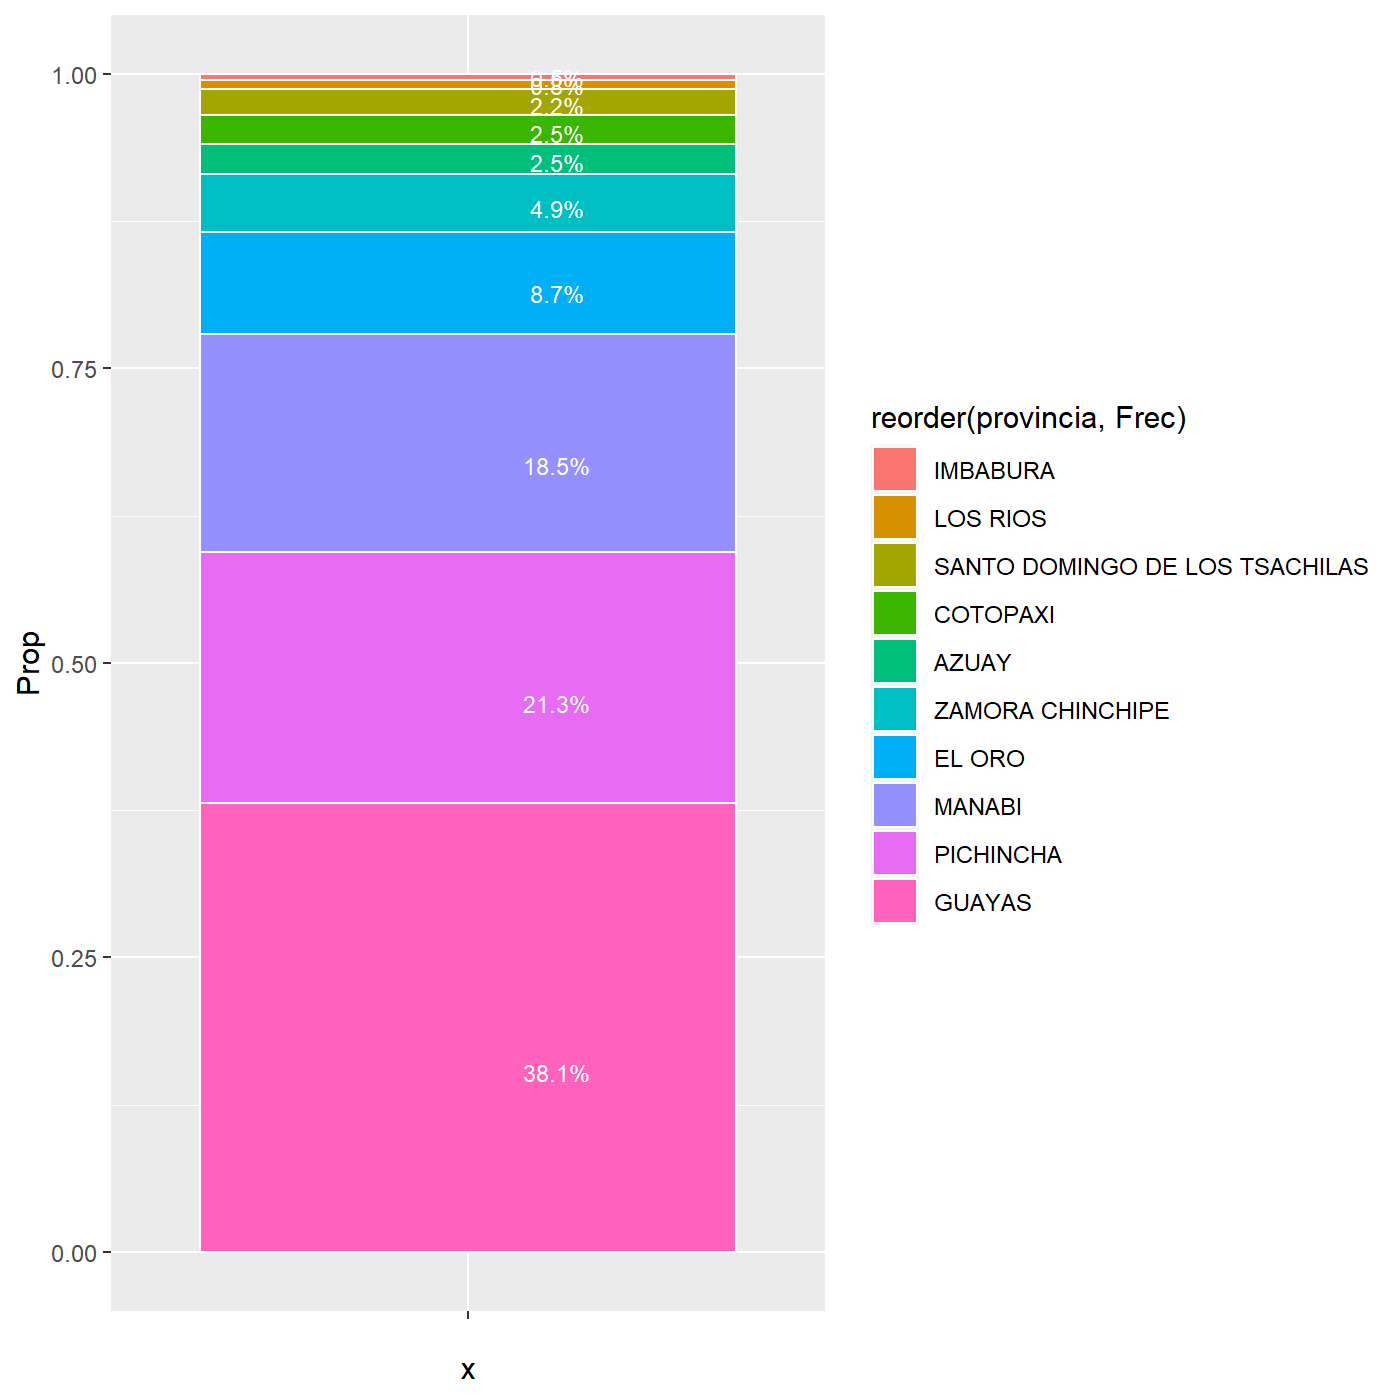 1.00
0.75
0.50
0.25
0.00
Prop
x
0.8%
2.2%
2.5%
2.5%
4.9%
8.7%
18.5%
21.3%
38.1%
reorder(provincia, Frec)
IMBABURA
LOS RIOS
SANTO DOMINGO DE LOS TSACHILAS
COTOPAXI
AZUAY
ZAMORA CHINCHIPE
EL ORO
MANABI
PICHINCHA
GUAYAS